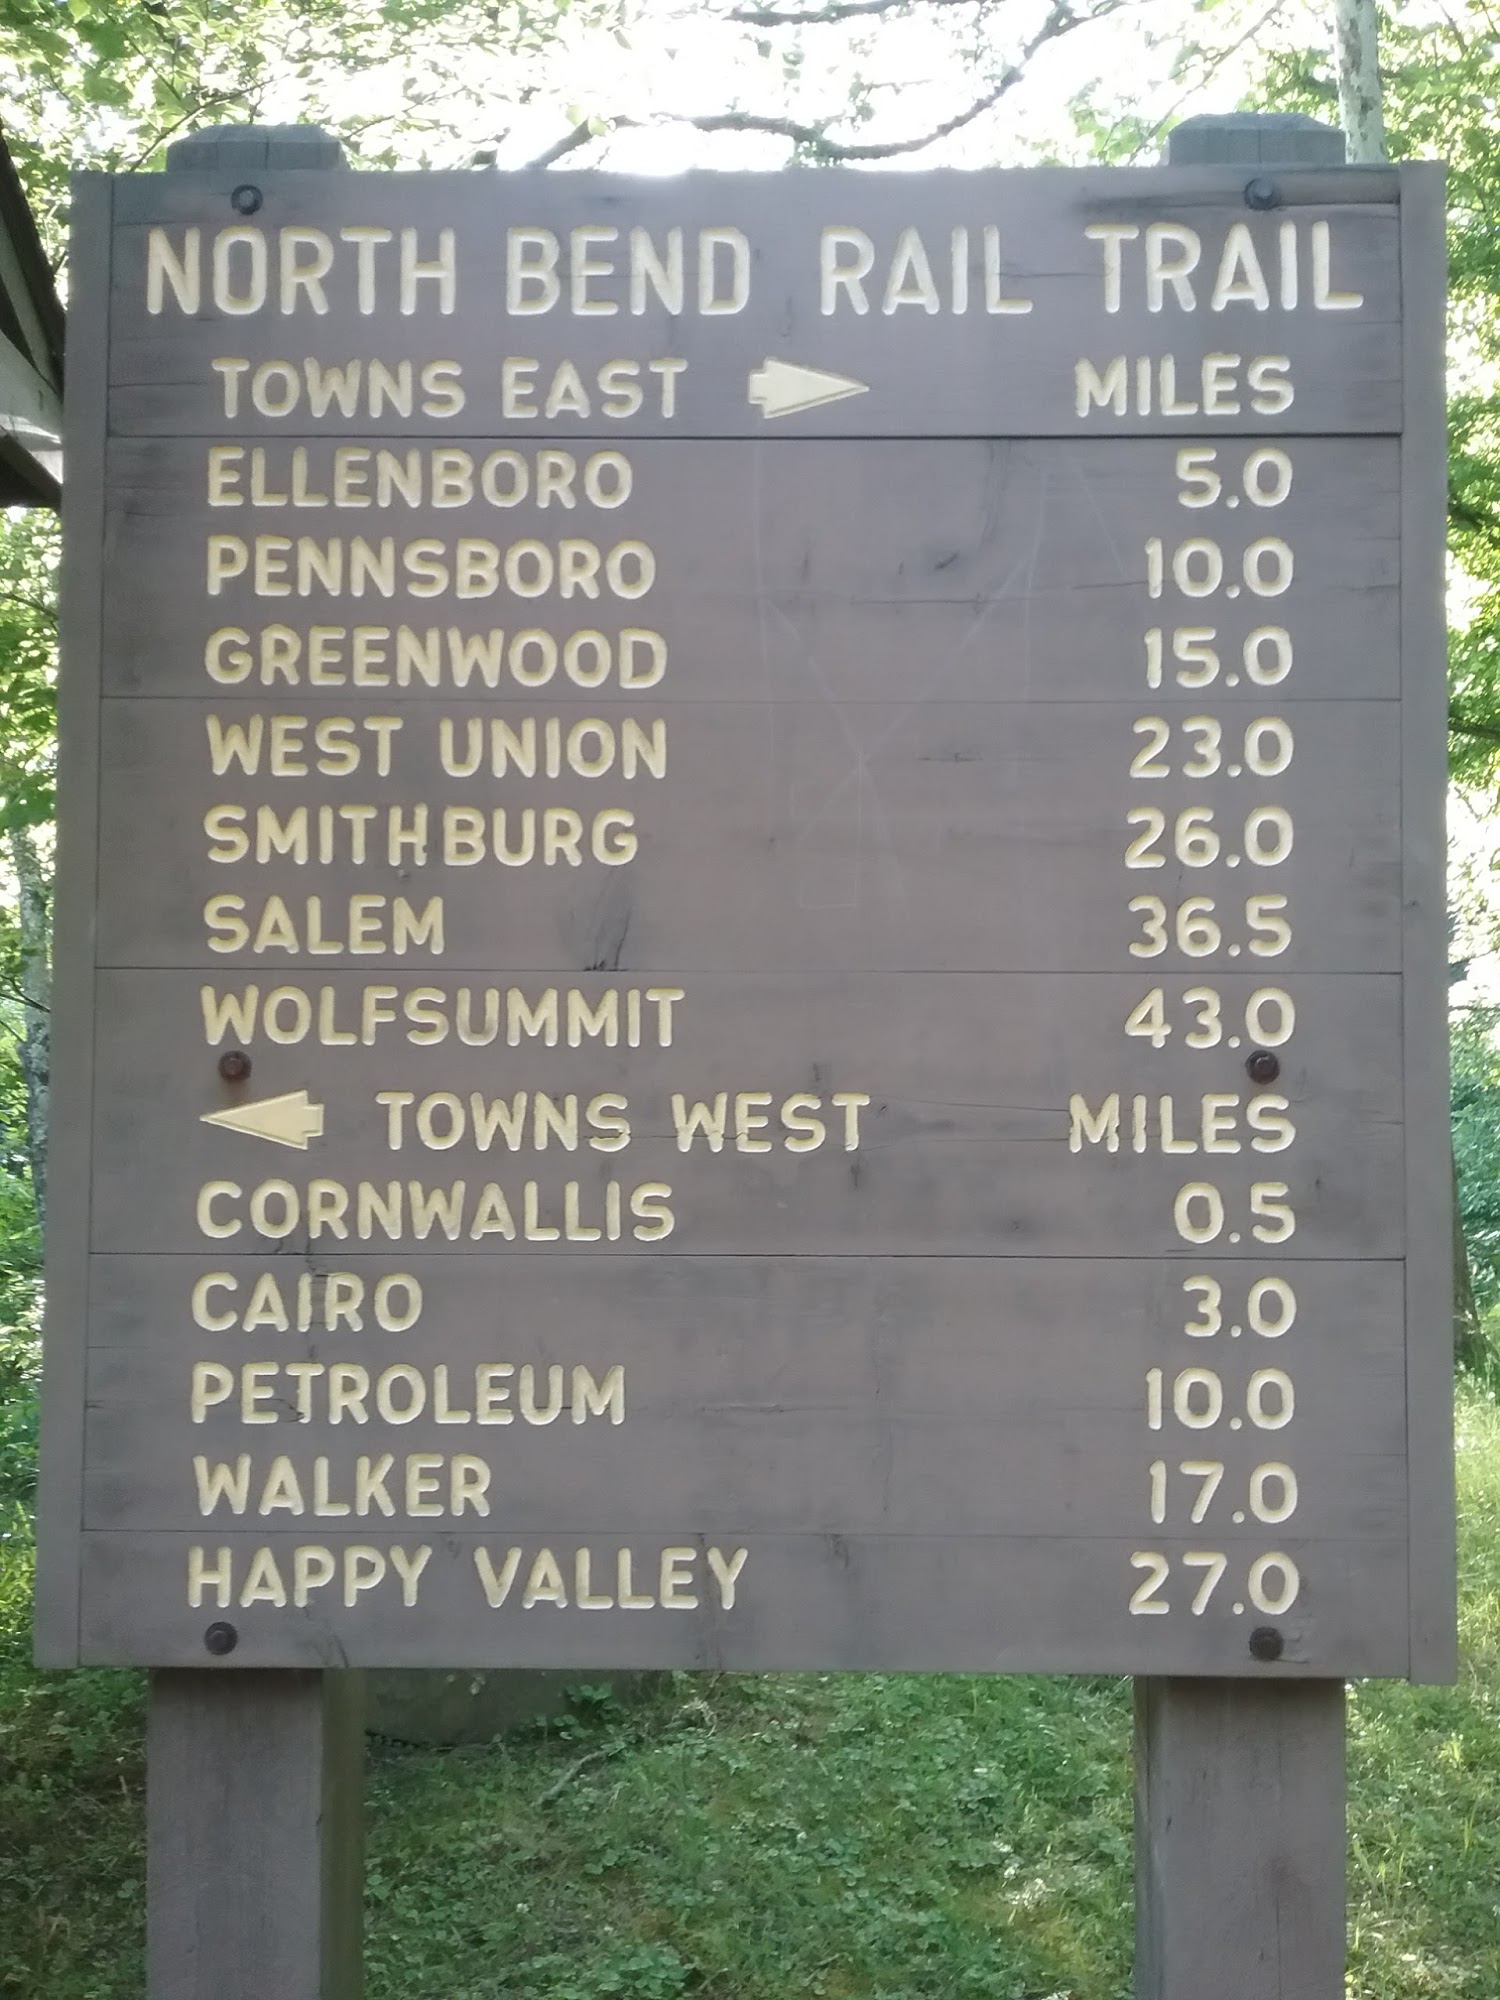 NORTH BEND RAIL TRAIL
TOWNS EAST MILES
ELLENBORO 5.0
PENNSBORO 10.0
GREENWOOD 15.0
WEST UNION 23.0
SMITHBURG 26.0
SALEM 36.5
WOLFSUMMIT 43.0
TOWNS WEST MILES
CORNWALLIS 0.5
CAIRO 3.0
PETROLEUM 10.0
WALKER 17.0
HAPPY VALLEY 27.0